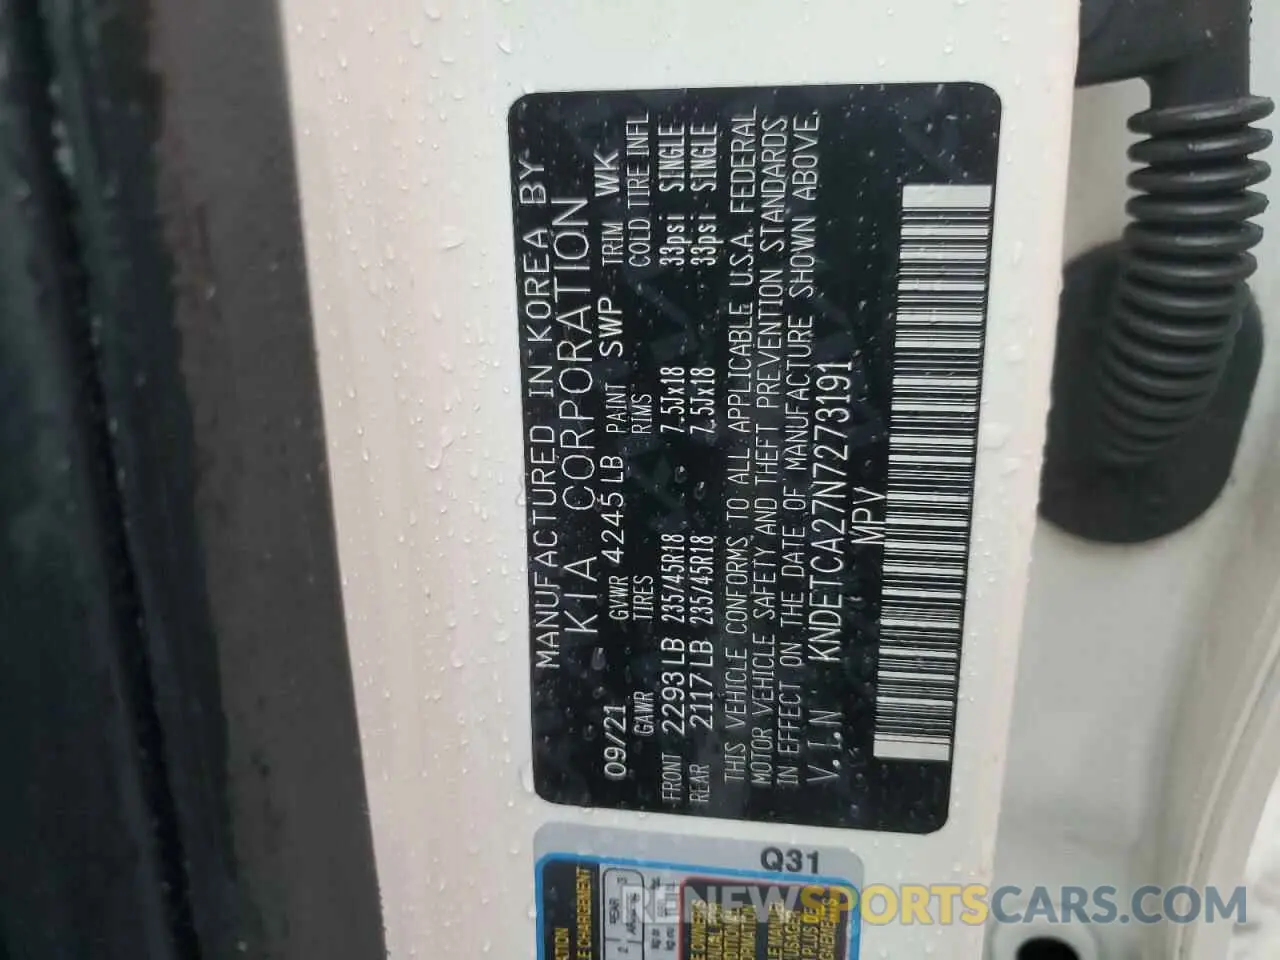 MANUFACTURED IN KOREA BY
KIA CORPORATION
09/21 GVWR 4245LB PAINT SWP TRIM WK
GAWR TIRES RIMS COLD TIRE INFL
FRONT 2293LB 235/45R18 7.5Jx18 33psi SINGLE
REAR 2117LB 235/45R18 7.5Jx18 33psi SINGLE
THIS VEHICLE CONFORMS TO ALL APPLICABLE U.S.A. FEDERAL
MOTOR VEHICLE SAFETY AND THEFT PREVENTION STANDARDS
IN EFFECT ON THE DATE OF MANUFACTURE SHOWN ABOVE.
V.I.N KNDETCA27N7273191
MPV
Q31
RENEWSPORTSCARS.COM